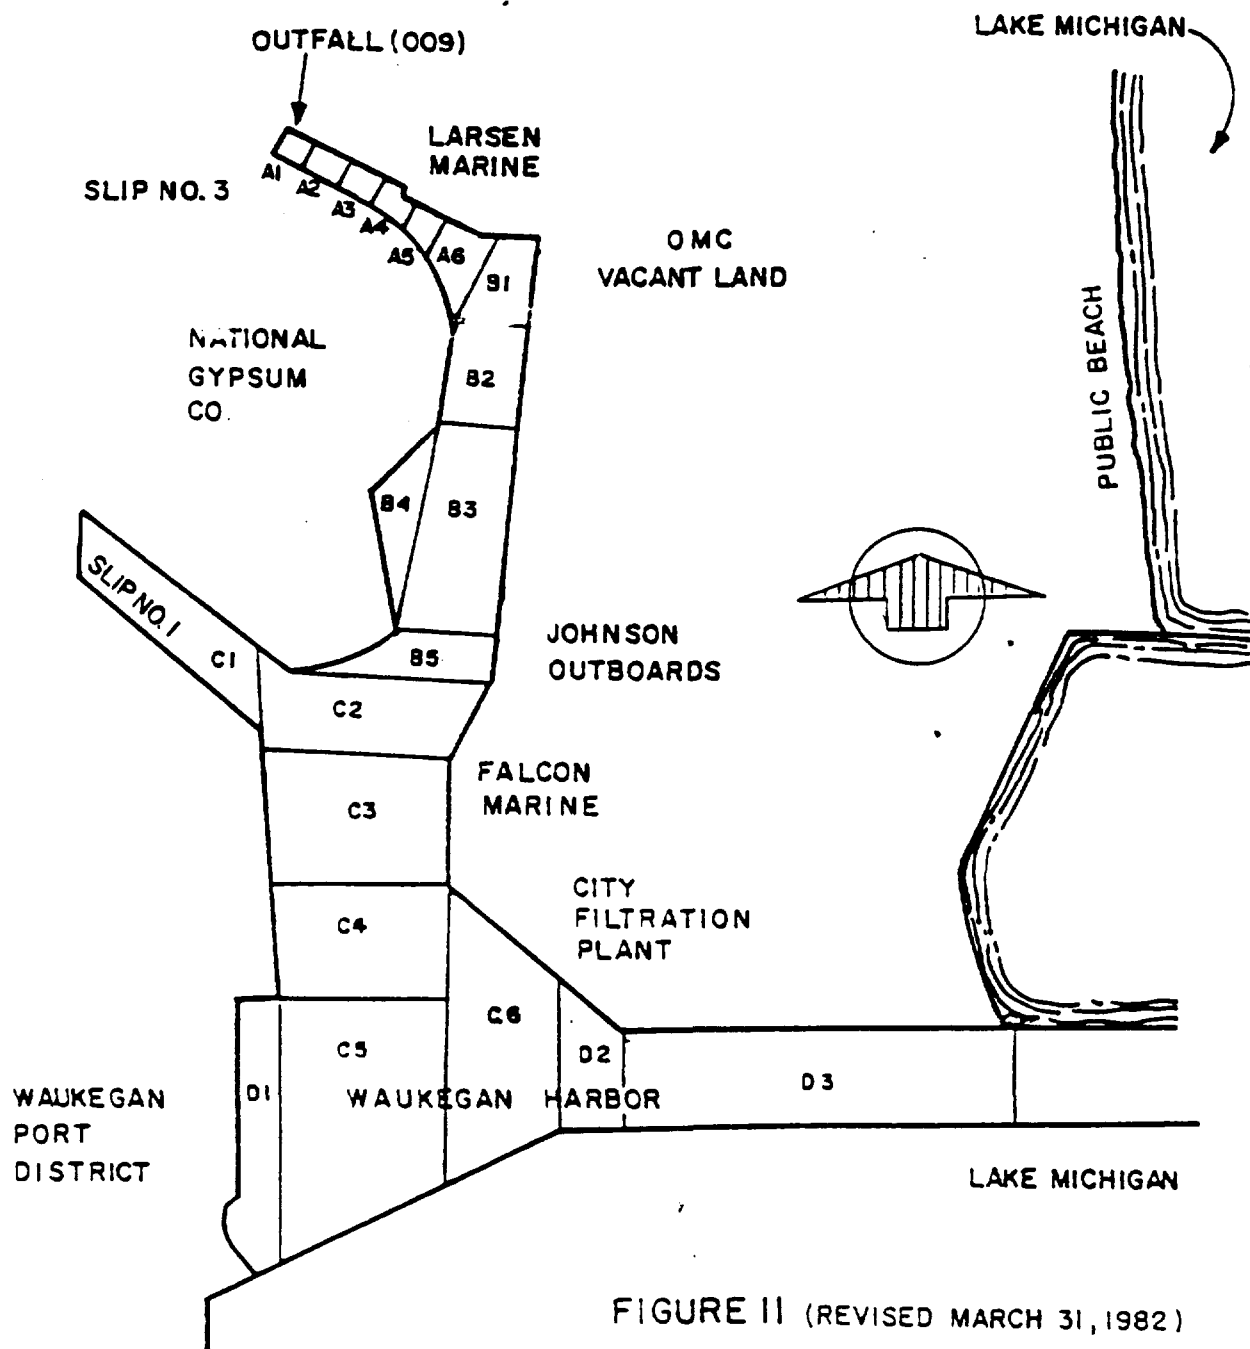 LAKE MICHIGAN
OUTFALL (009)
LARSEN
MARINE
SLIP NO. 3
A1
A2
A3
A4
A5
A6
B1
OMC
VACANT LAND
PUBLIC BEACH
NATIONAL
GYPSUM
CO.
B2
B4
B3
SLIP NO. 1
C1
B5
JOHNSON
OUTBOARDS
C2
FALCON
MARINE
C3
CITY
FILTRATION
PLANT
C4
C6
C5
D2
D3
D1
WAUKEGAN HARBOR
WAUKEGAN
PORT
DISTRICT
LAKE MICHIGAN
FIGURE 11 (REVISED MARCH 31, 1982)